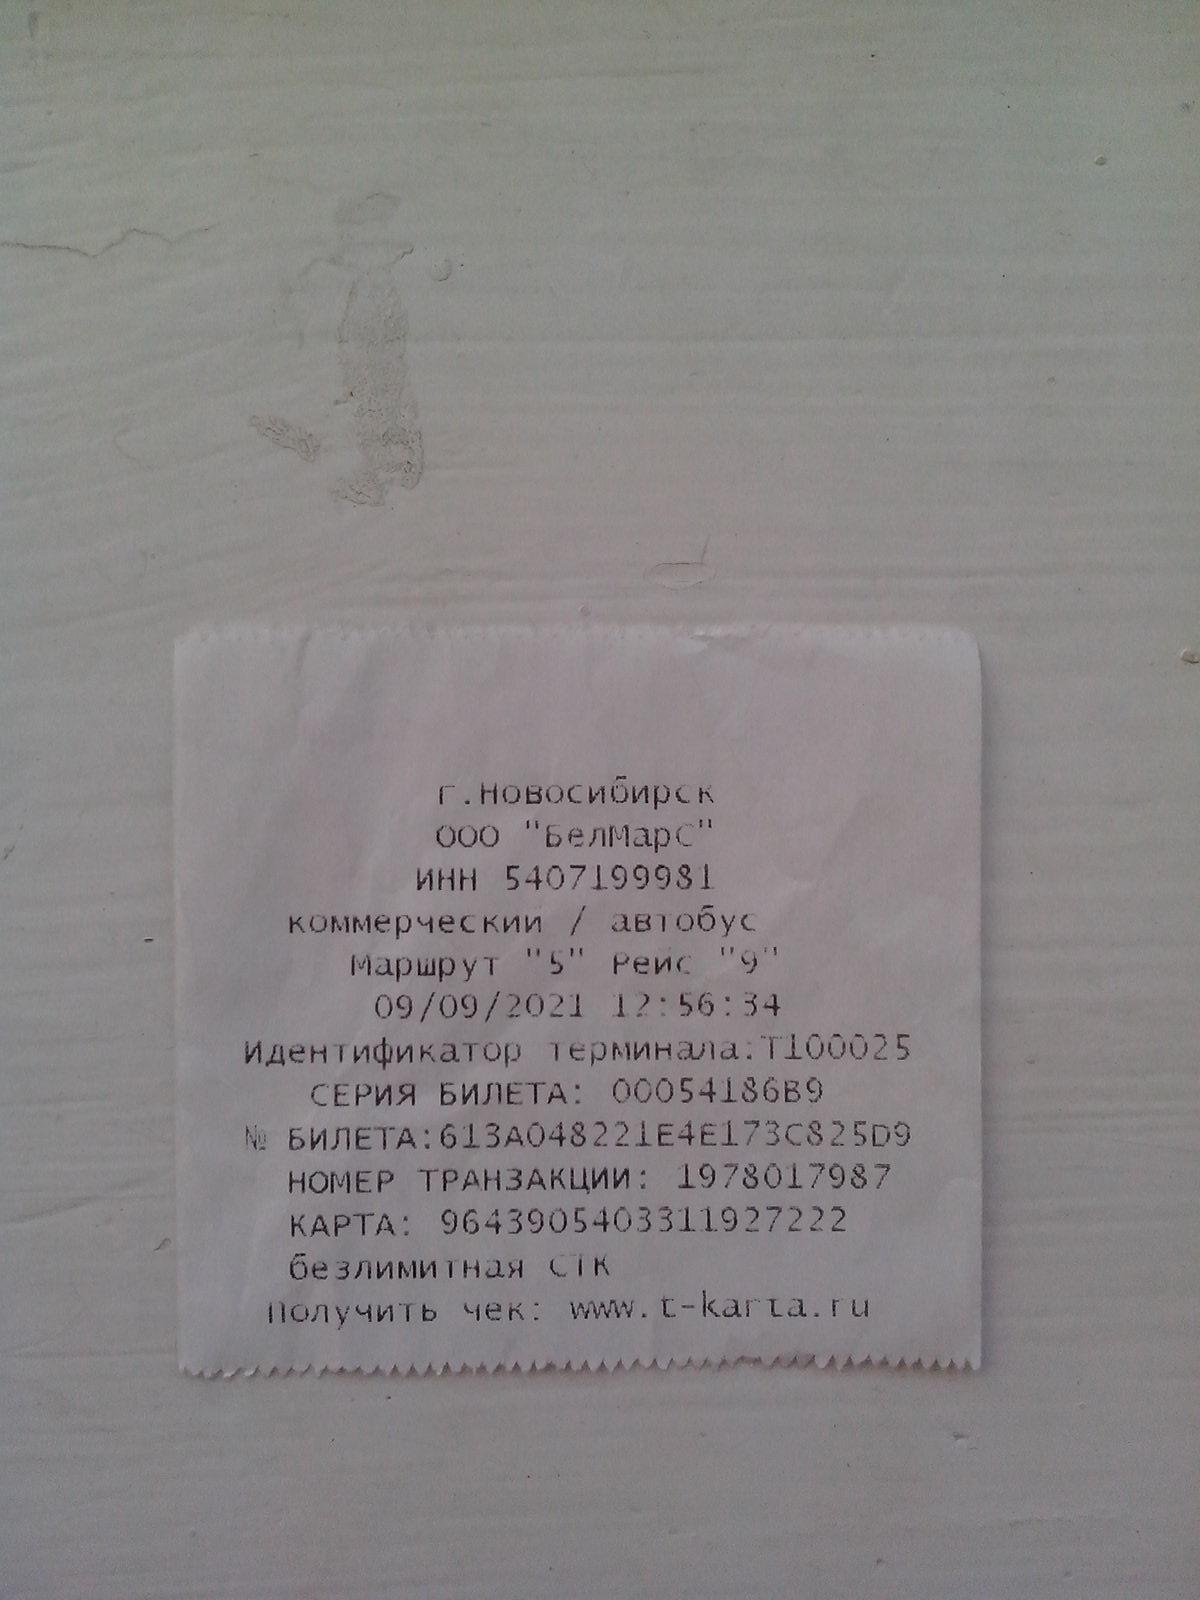 г.Новосибирск
ООО "БелМарС"
ИНН 5407199981
коммерческий / автобус
Маршрут "5" Рейс "9"
09/09/2021 12:56:34
Идентификатор терминала:T100025
СЕРИЯ БИЛЕТА: 00054186B9
№ БИЛЕТА:613A048221E4E173C825D9
НОМЕР ТРАНЗАКЦИИ: 1978017987
КАРТА: 9643905403311927222
безлимитная СТК
Получить чек: www.t-karta.ru